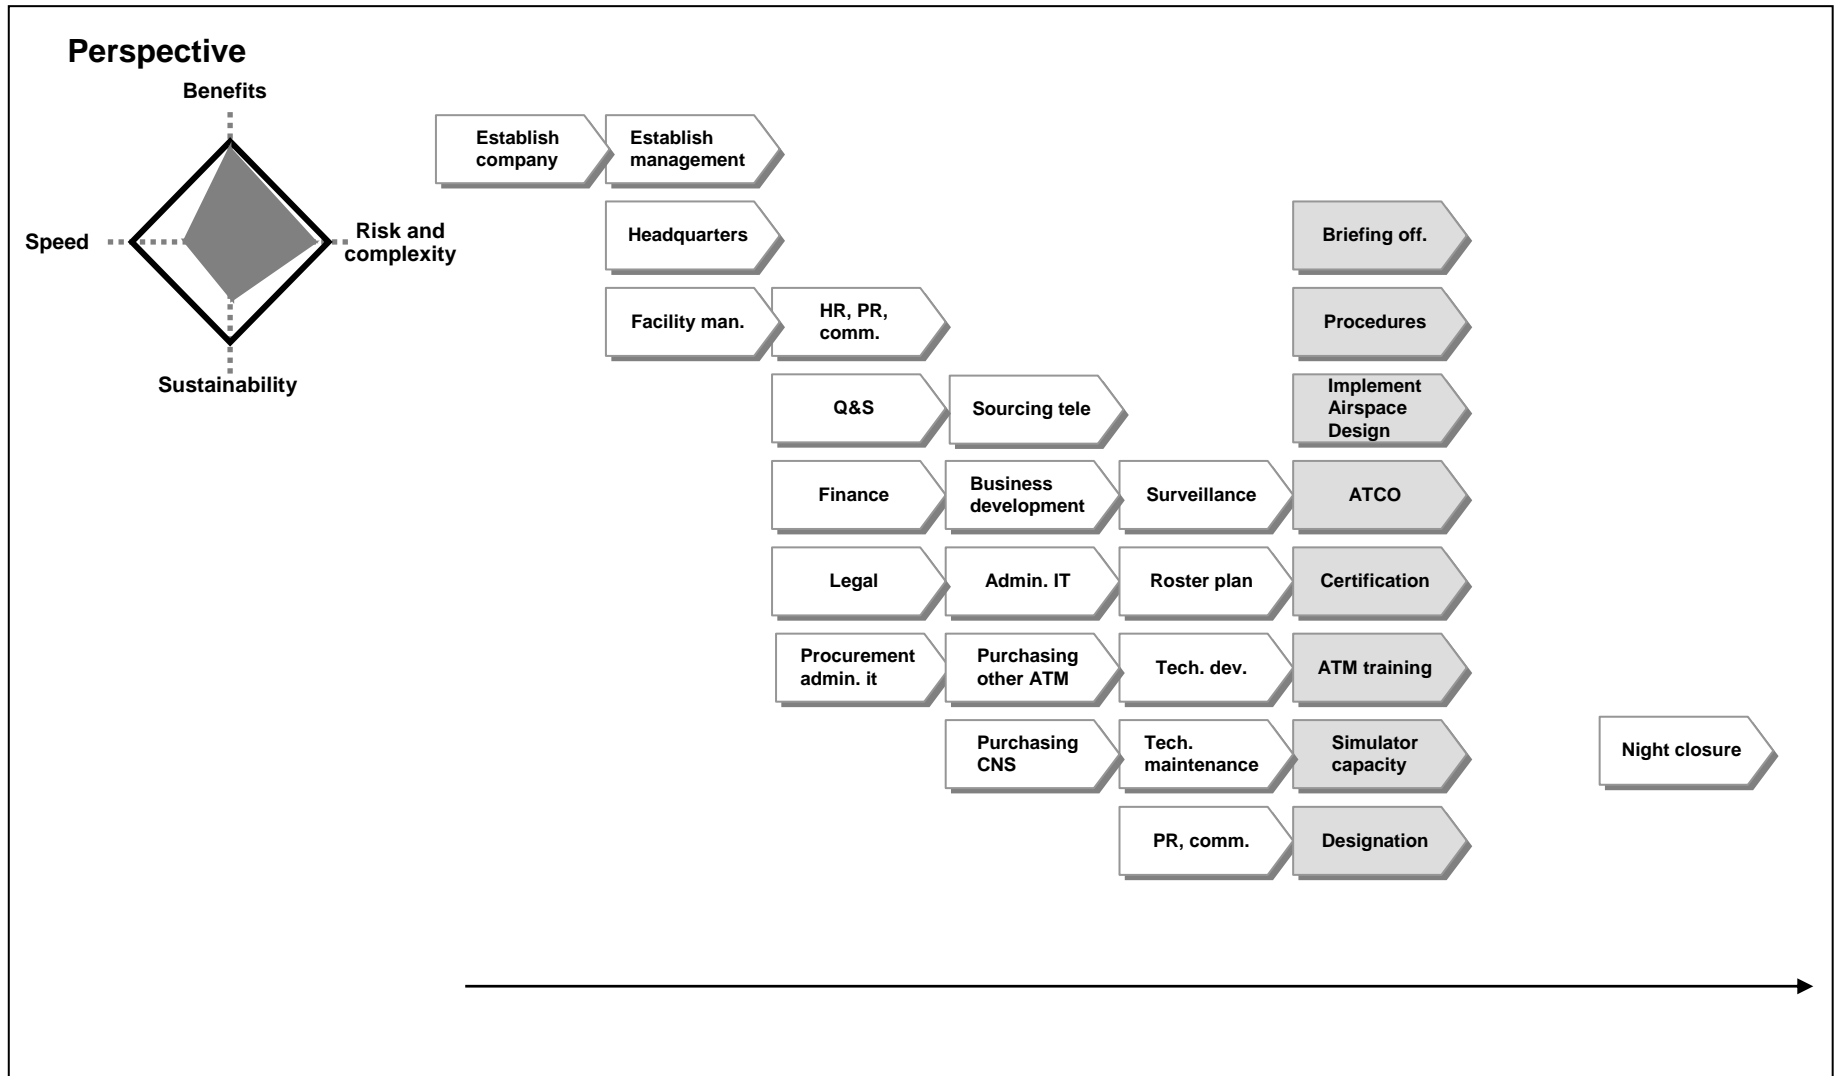 Perspective
Benefits
Speed
Risk and
complexity
Sustainability
Establish
company
Establish
management
Headquarters
Briefing off.
Facility man.
HR, PR,
comm.
Procedures
Q&S
Sourcing tele
Implement
Airspace
Design
Finance
Business
development
Surveillance
ATCO
Legal
Admin. IT
Roster plan
Certification
Procurement
admin. it
Purchasing
other ATM
Tech. dev.
ATM training
Purchasing
CNS
Tech.
maintenance
Simulator
capacity
Night closure
PR, comm.
Designation